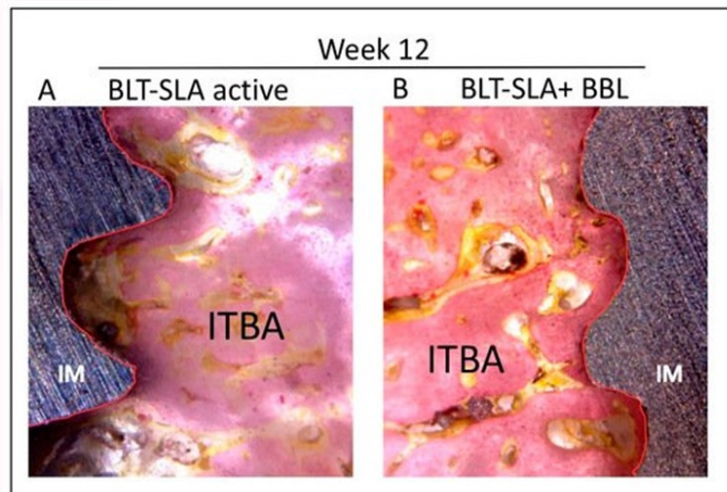 Week 12
A BLT-SLA active
B BLT-SLA+ BBL
ITBA
IM
ITBA
IM